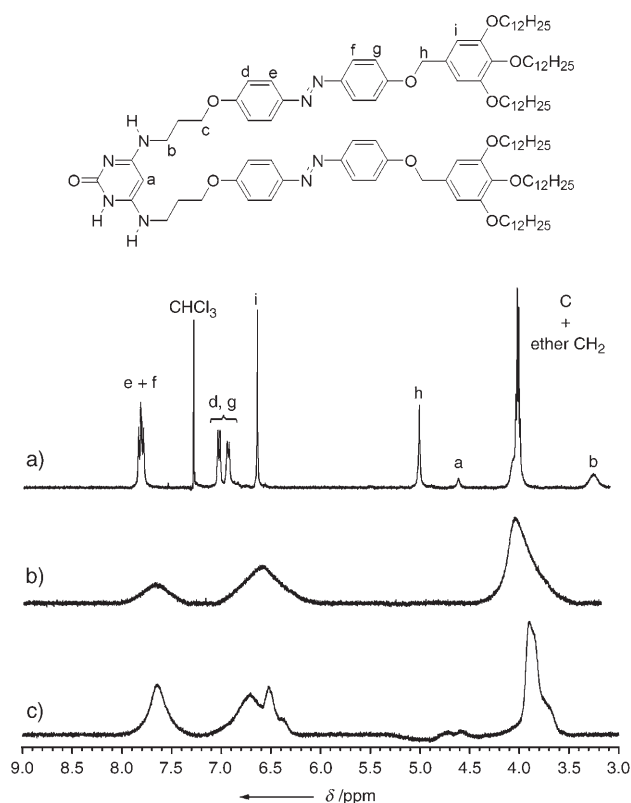 i OC12H25
f g h
d e N OC12H25
N O OC12H25
H O
N c
b OC12H25
N N O OC12H25
O a N
N OC12H25
H N O
H
C
CHCl3 i +
ether CH2
e + f d, g h
a) a b
b)
c)
9.0 8.5 8.0 7.5 7.0 6.5 6.0 5.5 5.0 4.5 4.0 3.5 3.0
δ /ppm